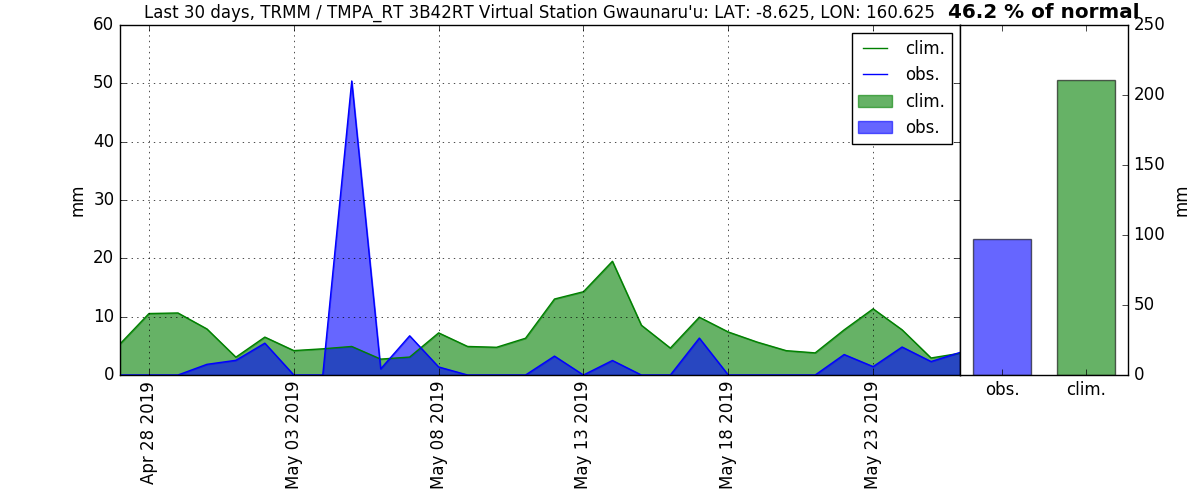 Last 30 days, TRMM / TMPA_RT 3B42RT Virtual Station Gwaunaru'u: LAT: -8.625, LON: 160.625
46.2 % of normal
60
50
40
30
20
10
0
mm
clim.
obs.
clim.
obs.
Apr 28 2019
May 03 2019
May 08 2019
May 13 2019
May 18 2019
May 23 2019
250
200
150
100
50
0
mm
obs.
clim.